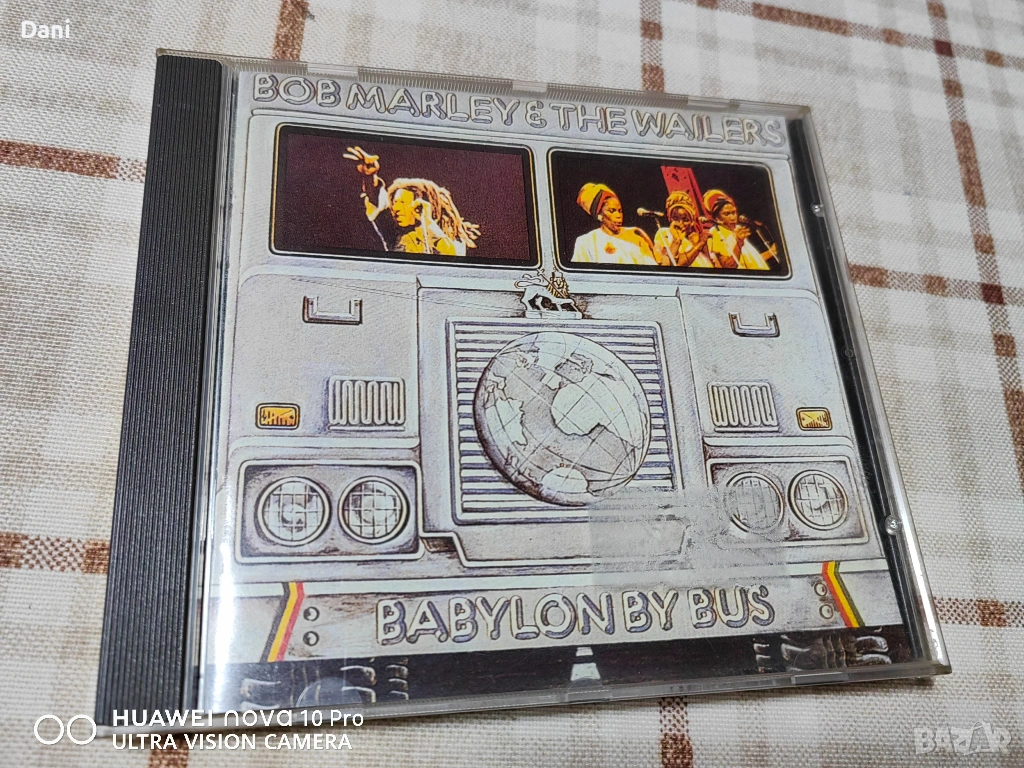 Dani
BOB MARLEY & THE WAILERS
BABYLON BY BUS
HUAWEI nova 10 Pro
ULTRA VISION CAMERA
BAZAR